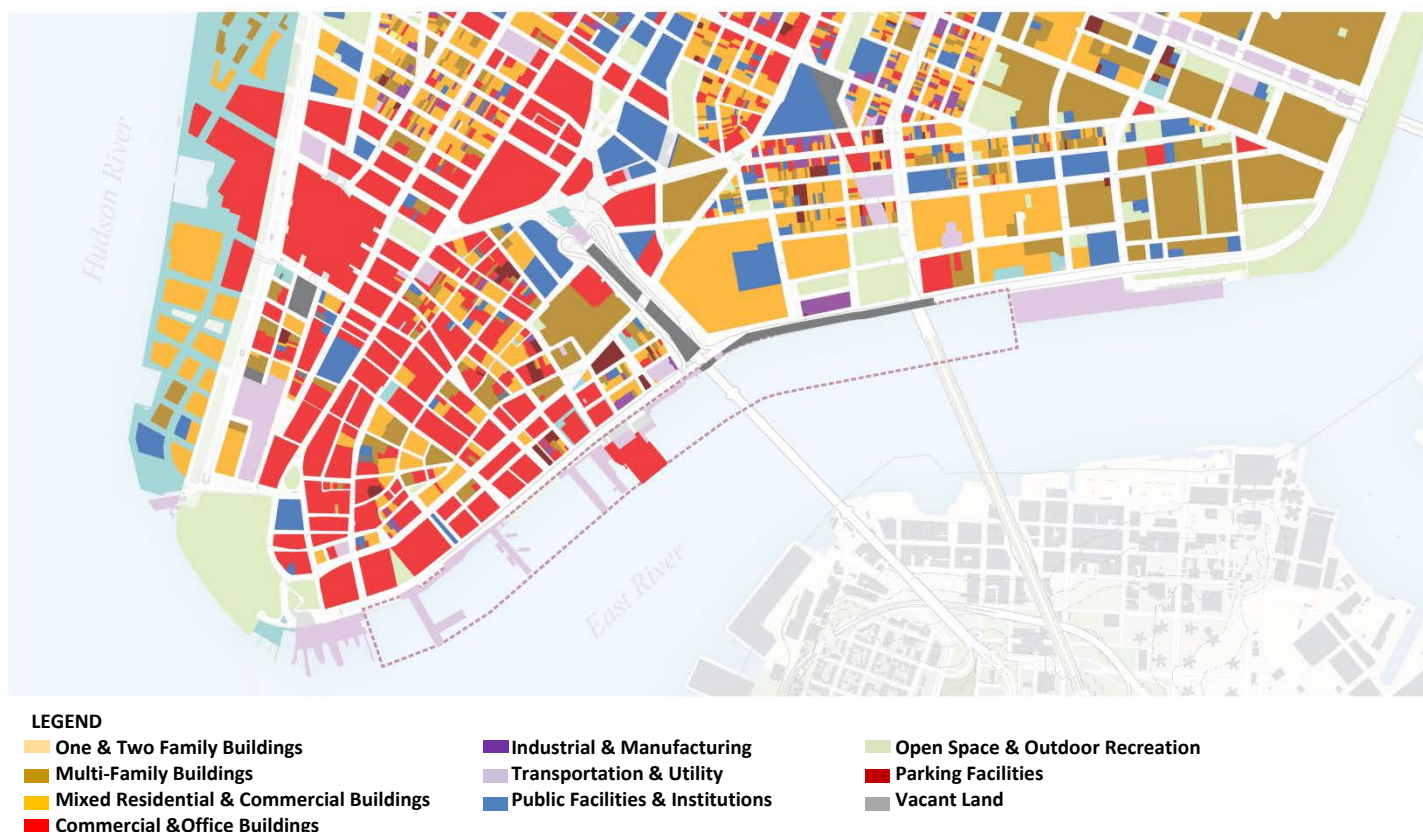 Hudson River
East River
LEGEND
One & Two Family Buildings
Multi-Family Buildings
Mixed Residential & Commercial Buildings
Commercial &Office Buildings
Industrial & Manufacturing
Transportation & Utility
Public Facilities & Institutions
Open Space & Outdoor Recreation
Parking Facilities
Vacant Land